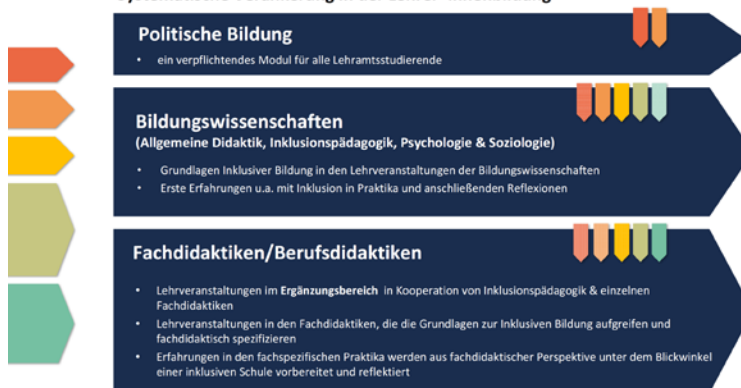 Politische Bildung
• ein verpflichtendes Modul für alle Lehramtsstudierende
Bildungswissenschaften
(Allgemeine Didaktik, Inklusionspädagogik, Psychologie & Soziologie)
• Grundlagen Inklusiver Bildung in den Lehrveranstaltungen der Bildungswissenschaften
• Erste Erfahrungen u.a. mit Inklusion in Praktika und anschließenden Reflexionen
Fachdidaktiken/Berufsdidaktiken
• Lehrveranstaltungen im Ergänzungsbereich in Kooperation von Inklusionspädagogik & einzelnen
Fachdidaktiken
• Lehrveranstaltungen in den Fachdidaktiken, die die Grundlagen zur Inklusiven Bildung aufgreifen und
fachdidaktisch spezifizieren
• Erfahrungen in den fachspezifischen Praktika werden aus fachdidaktischer Perspektive unter dem Blickwinkel
einer inklusiven Schule vorbereitet und reflektiert